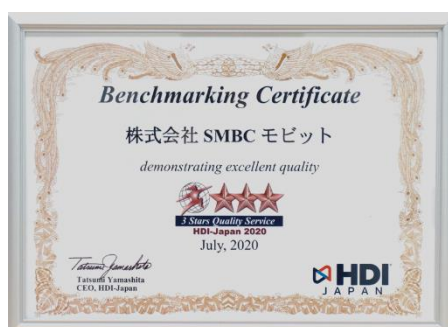 Benchmarking Certificate
株式会社 SMBC モビット
demonstrating excellent quality
3 Stars Quality Service
HDI-Japan 2020
July, 2020
Tatsumi Yamashita
Tatsumi Yamashita
CEO, HDI-Japan
HDI
JAPAN